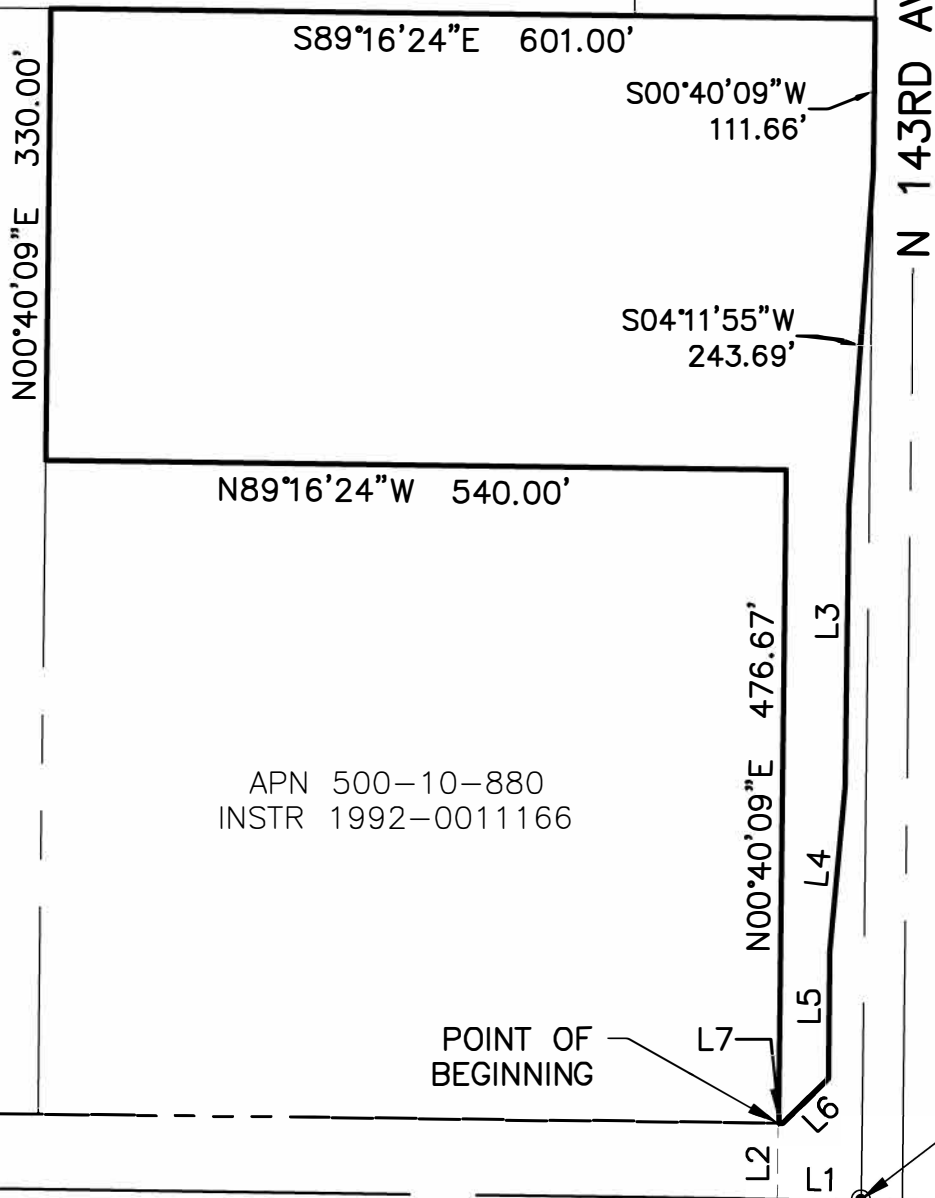 S89°16'24"E 601.00'
N00°40'09"E 330.00'
S00°40'09"W
111.66'
N 143RD
S04°11'55"W
243.69'
N89°16'24"W 540.00'
L3
N00°40'09"E 476.67'
APN 500-10-880
INSTR 1992-0011166
L4
L5
POINT OF
BEGINNING
L7
L6
L2
L1